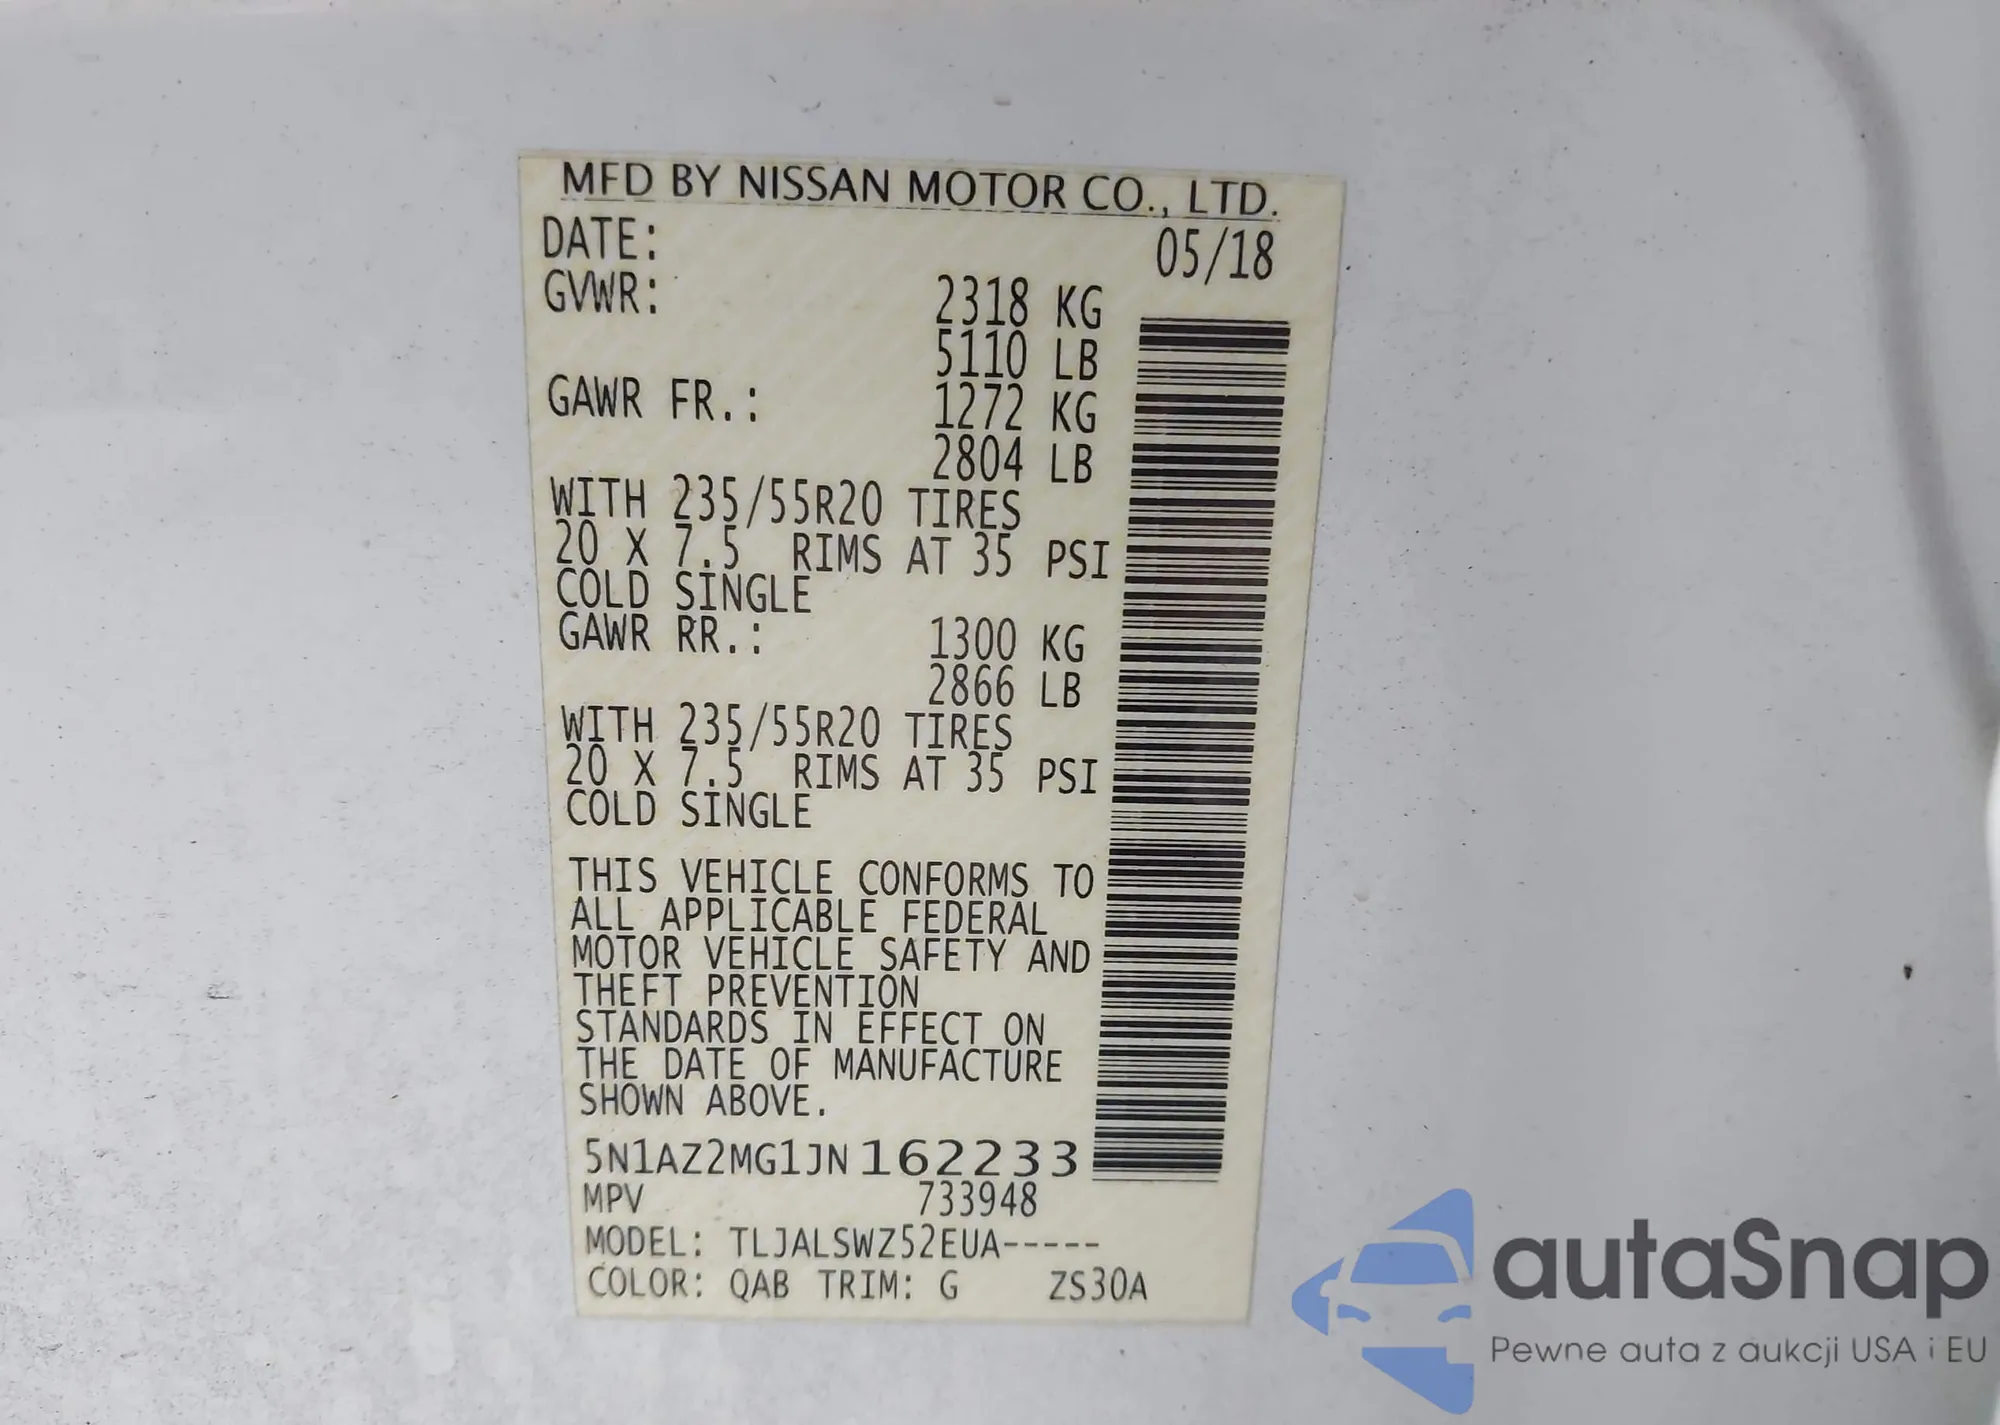 MFD BY NISSAN MOTOR CO., LTD.
DATE: 05/18
GVWR: 2318 KG
5110 LB
GAWR FR.: 1272 KG
2804 LB
WITH 235/55R20 TIRES
20 X 7.5 RIMS AT 35 PSI
COLD SINGLE
GAWR RR.: 1300 KG
2866 LB
WITH 235/55R20 TIRES
20 X 7.5 RIMS AT 35 PSI
COLD SINGLE
THIS VEHICLE CONFORMS TO
ALL APPLICABLE FEDERAL
MOTOR VEHICLE SAFETY AND
THEFT PREVENTION
STANDARDS IN EFFECT ON
THE DATE OF MANUFACTURE
SHOWN ABOVE.
5N1AZ2MG1JN162233
MPV 733948
MODEL: TLJALSWZ52EUA-----
COLOR: QAB TRIM: G ZS30A
autaSnap
Pewne auta z aukcji USA i EU